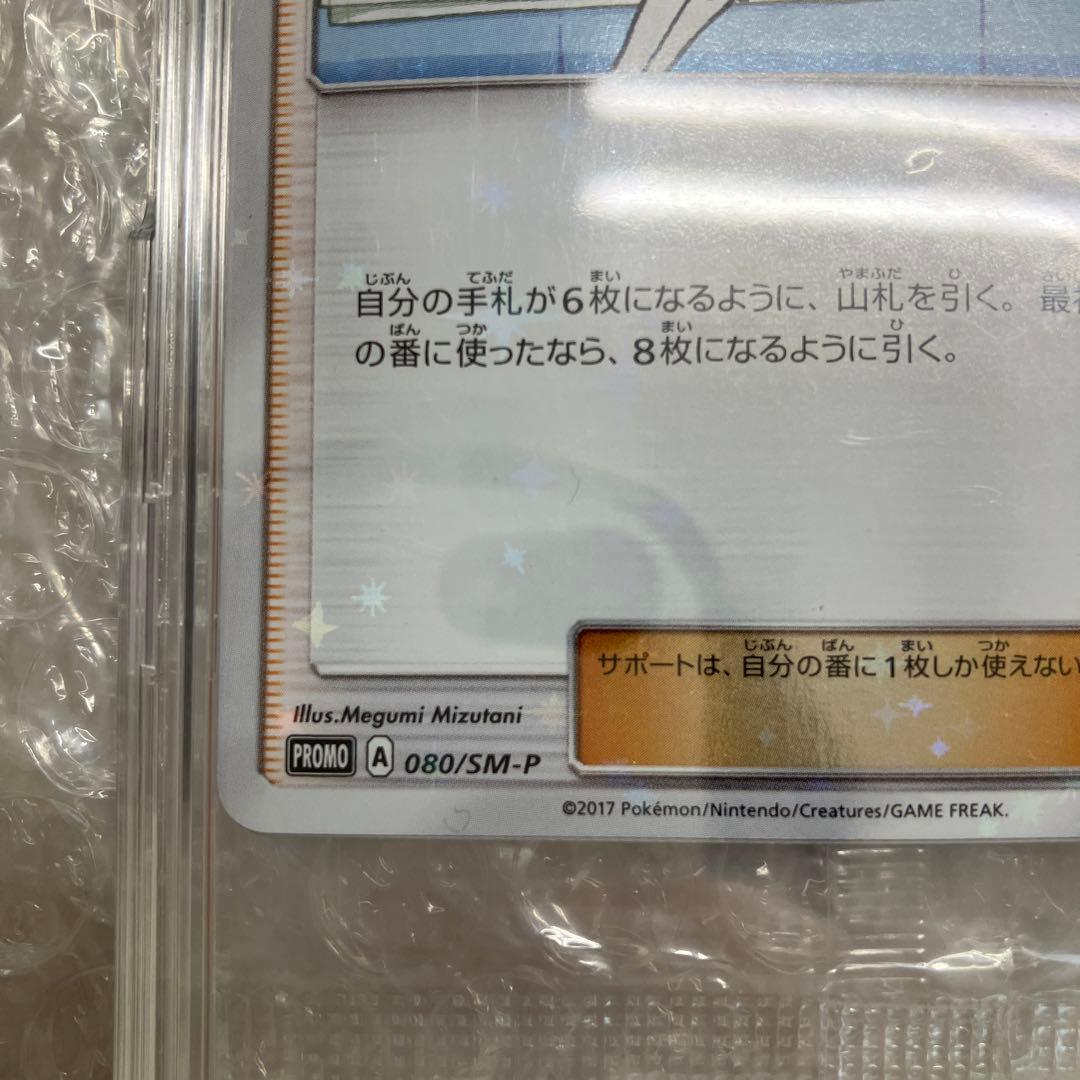 自分の手札が6枚になるように、山札を引く。最
の番に使ったなら、8枚になるように引く。
サポートは、自分の番に1枚しか使えない
Illus.Megumi Mizutani
PROMO A 080/SM-P
©2017 Pokémon/Nintendo/Creatures/GAME FREAK.